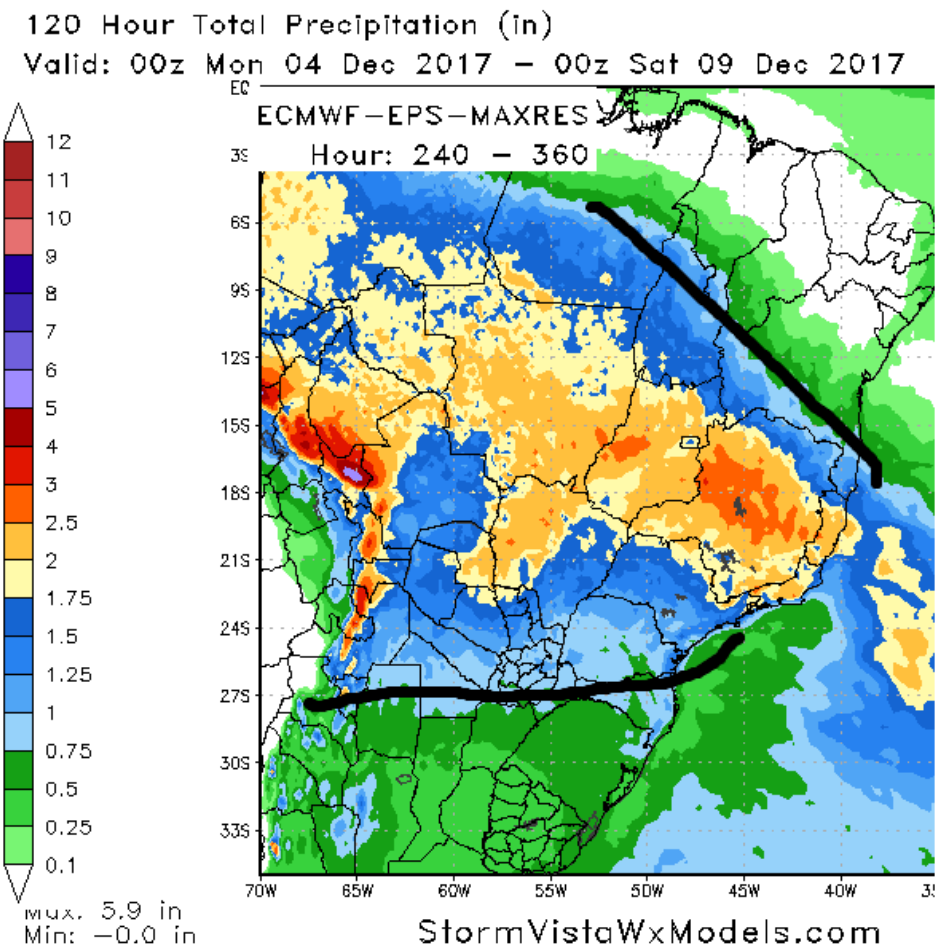 120 Hour Total Precipitation (in)
Valid: 00z Mon 04 Dec 2017 – 00z Sat 09 Dec 2017
EQ
ECMWF–EPS–MAXRES
Hour: 240 – 360
12
11
10
9
8
7
6
5
4
3
2.5
2
1.75
1.5
1.25
1
0.75
0.5
0.25
0.1
3S
6S
9S
12S
15S
18S
21S
24S
27S
30S
33S
70W 65W 60W 55W 50W 45W 40W
Max: 5.9 in
Min: –0.0 in
StormVistaWxModels.com